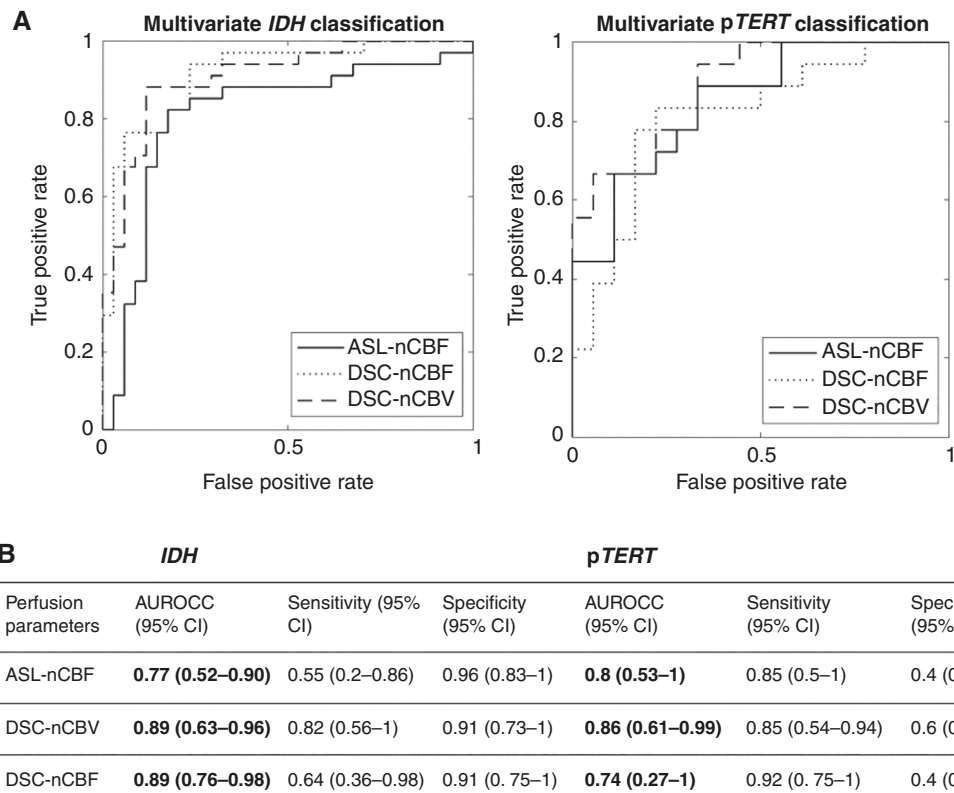 A
Multivariate IDH classification
1
0.8
0.6
0.4
0.2
0
True positive rate
ASL-nCBF
DSC-nCBF
DSC-nCBV
0 0.5 1
False positive rate
Multivariate pTERT classification
1
0.8
0.6
0.4
0.2
0
True positive rate
ASL-nCBF
DSC-nCBF
DSC-nCBV
0 0.5 1
False positive rate
B IDH pTERT
Perfusion parameters AUROCC (95% CI) Sensitivity (95% CI) Specificity (95% CI) AUROCC (95% CI) Sensitivity (95% CI)
ASL-nCBF 0.77 (0.52–0.90) 0.55 (0.2–0.86) 0.96 (0.83–1) 0.8 (0.53–1) 0.85 (0.5–1) 0.4
DSC-nCBV 0.89 (0.63–0.96) 0.82 (0.56–1) 0.91 (0.73–1) 0.86 (0.61–0.99) 0.85 (0.54–0.94) 0.6
DSC-nCBF 0.89 (0.76–0.98) 0.64 (0.36–0.98) 0.91 (0. 75–1) 0.74 (0.27–1) 0.92 (0. 75–1) 0.4